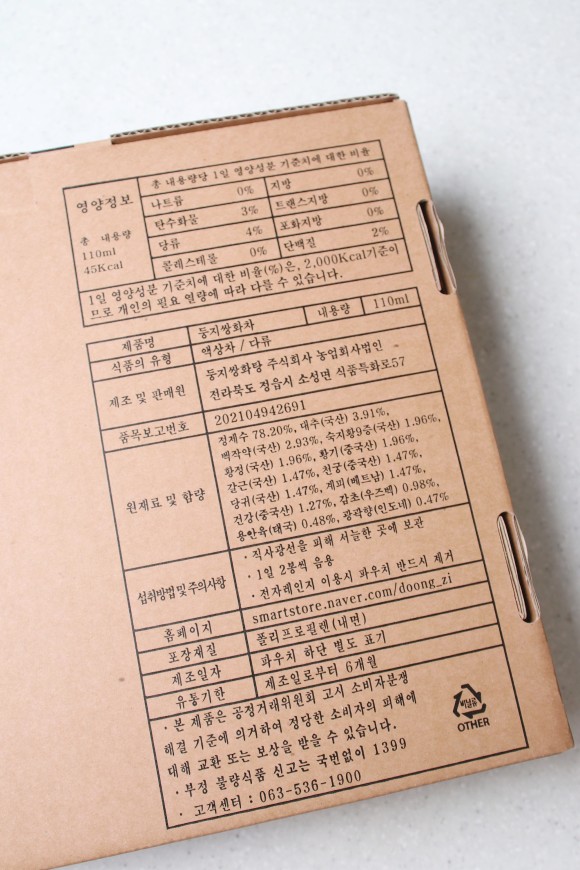 영양정보
총 내용량
110ml
45Kcal
총 내용량당 1일 영양성분 기준치에 대한 비율
나트륨 0% 지방 0%
탄수화물 3% 트랜스지방 0%
당류 4% 포화지방 0%
콜레스테롤 0% 단백질 2%
1일 영양성분 기준치에 대한 비율(%)은, 2,000Kcal기준이
므로 개인의 필요 열량에 따라 다를 수 있습니다.
제품명 둥지쌍화차 내용량 110ml
식품의 유형 액상차 / 다류
제조 및 판매원 둥지쌍화탕 주식회사 농업회사법인
전라북도 정읍시 소성면 식품특화로57
품목보고번호 202104942691
원재료 및 함량 정제수 78.20%, 대추(국산) 3.91%,
백작약(국산) 2.93%, 숙지황9증(국산) 1.96%,
황정(국산) 1.96%, 황기(중국산) 1.96%,
갈근(국산) 1.47%, 천궁(중국산) 1.47%,
당귀(국산) 1.47%, 계피(베트남) 1.47%,
건강(중국산) 1.27%, 감초(우즈벡) 0.98%,
용안육(태국) 0.48%, 광곽향(인도네) 0.47%
섭취방법 및 주의사항 · 직사광선을 피해 서늘한 곳에 보관
· 1일 2봉씩 음용
· 전자레인지 이용시 파우치 반드시 제거
홈페이지 smartstore.naver.com/doong_zi
포장재질 폴리프로필렌(내면)
제조일자 파우치 하단 별도 표기
유통기한 제조일로부터 6개월
· 본 제품은 공정거래위원회 고시 소비자분쟁
해결 기준에 의거하여 정당한 소비자의 피해에
대해 교환 또는 보상을 받을 수 있습니다.
· 부정 불량식품 신고는 국번없이 1399
· 고객센터 : 063-536-1900
비닐류
OTHER